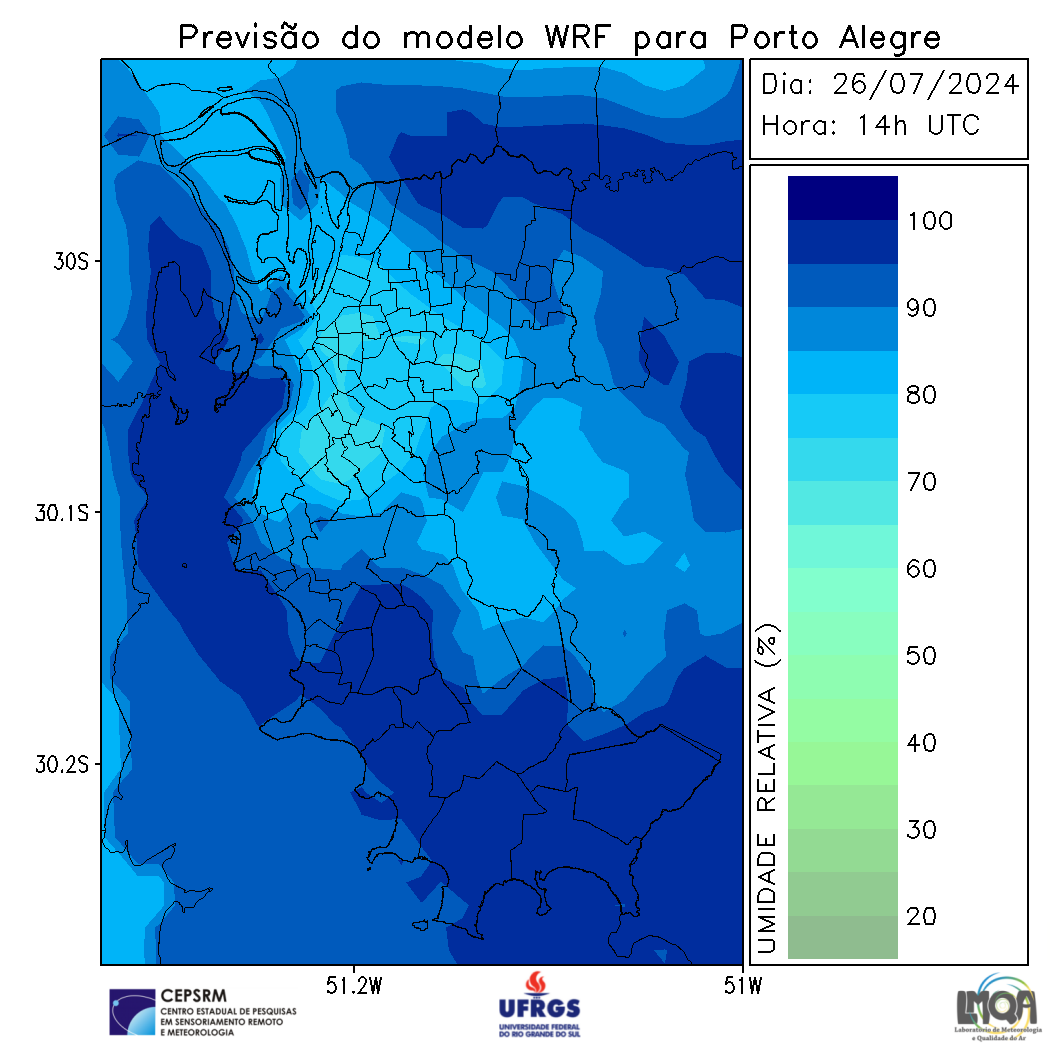 Previsão do modelo WRF para Porto Alegre
Dia: 26/07/2024
Hora: 14h UTC
30S
30.1S
30.2S
51.2W
51W
100
90
80
70
60
50
40
30
20
UMIDADE RELATIVA (%)
CEPSRM
CENTRO ESTADUAL DE PESQUISAS
EM SENSORIAMENTO REMOTO
E METEOROLOGIA
UFRGS
UNIVERSIDADE FEDERAL
DO RIO GRANDE DO SUL
LMQA
Laboratório de Meteorologia
e Qualidade do Ar